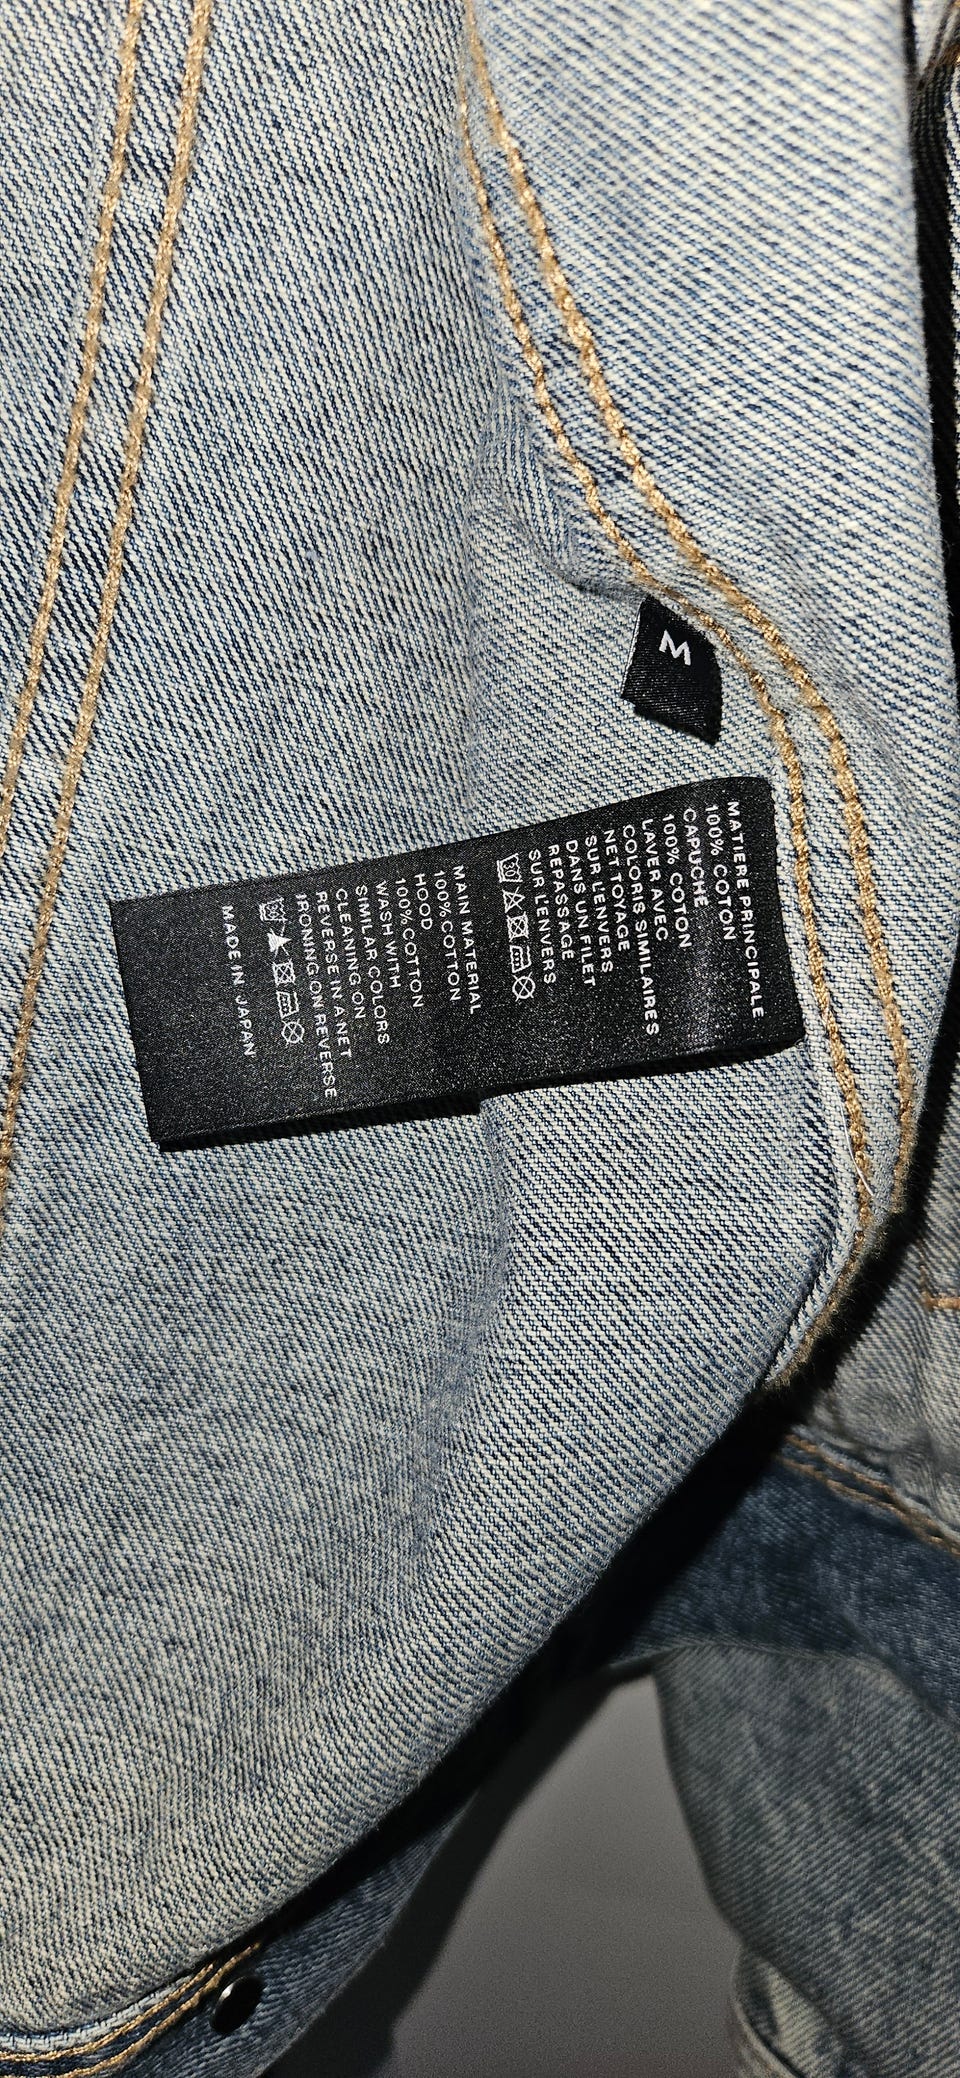 M
MATIERE PRINCIPALE
100% COTON
CAPUCHE
100% COTON
LAVER AVEC
COLORIS SIMILAIRES
NETTOYAGE
SUR L'ENVERS
DANS UN FILET
REPASSAGE
SUR L'ENVERS
MAIN MATERIAL
100% COTTON
HOOD
100% COTTON
WASH WITH
SIMILAR COLORS
CLEANING ON
REVERSE IN A NET
IRONING ON REVERSE
MADE IN JAPAN